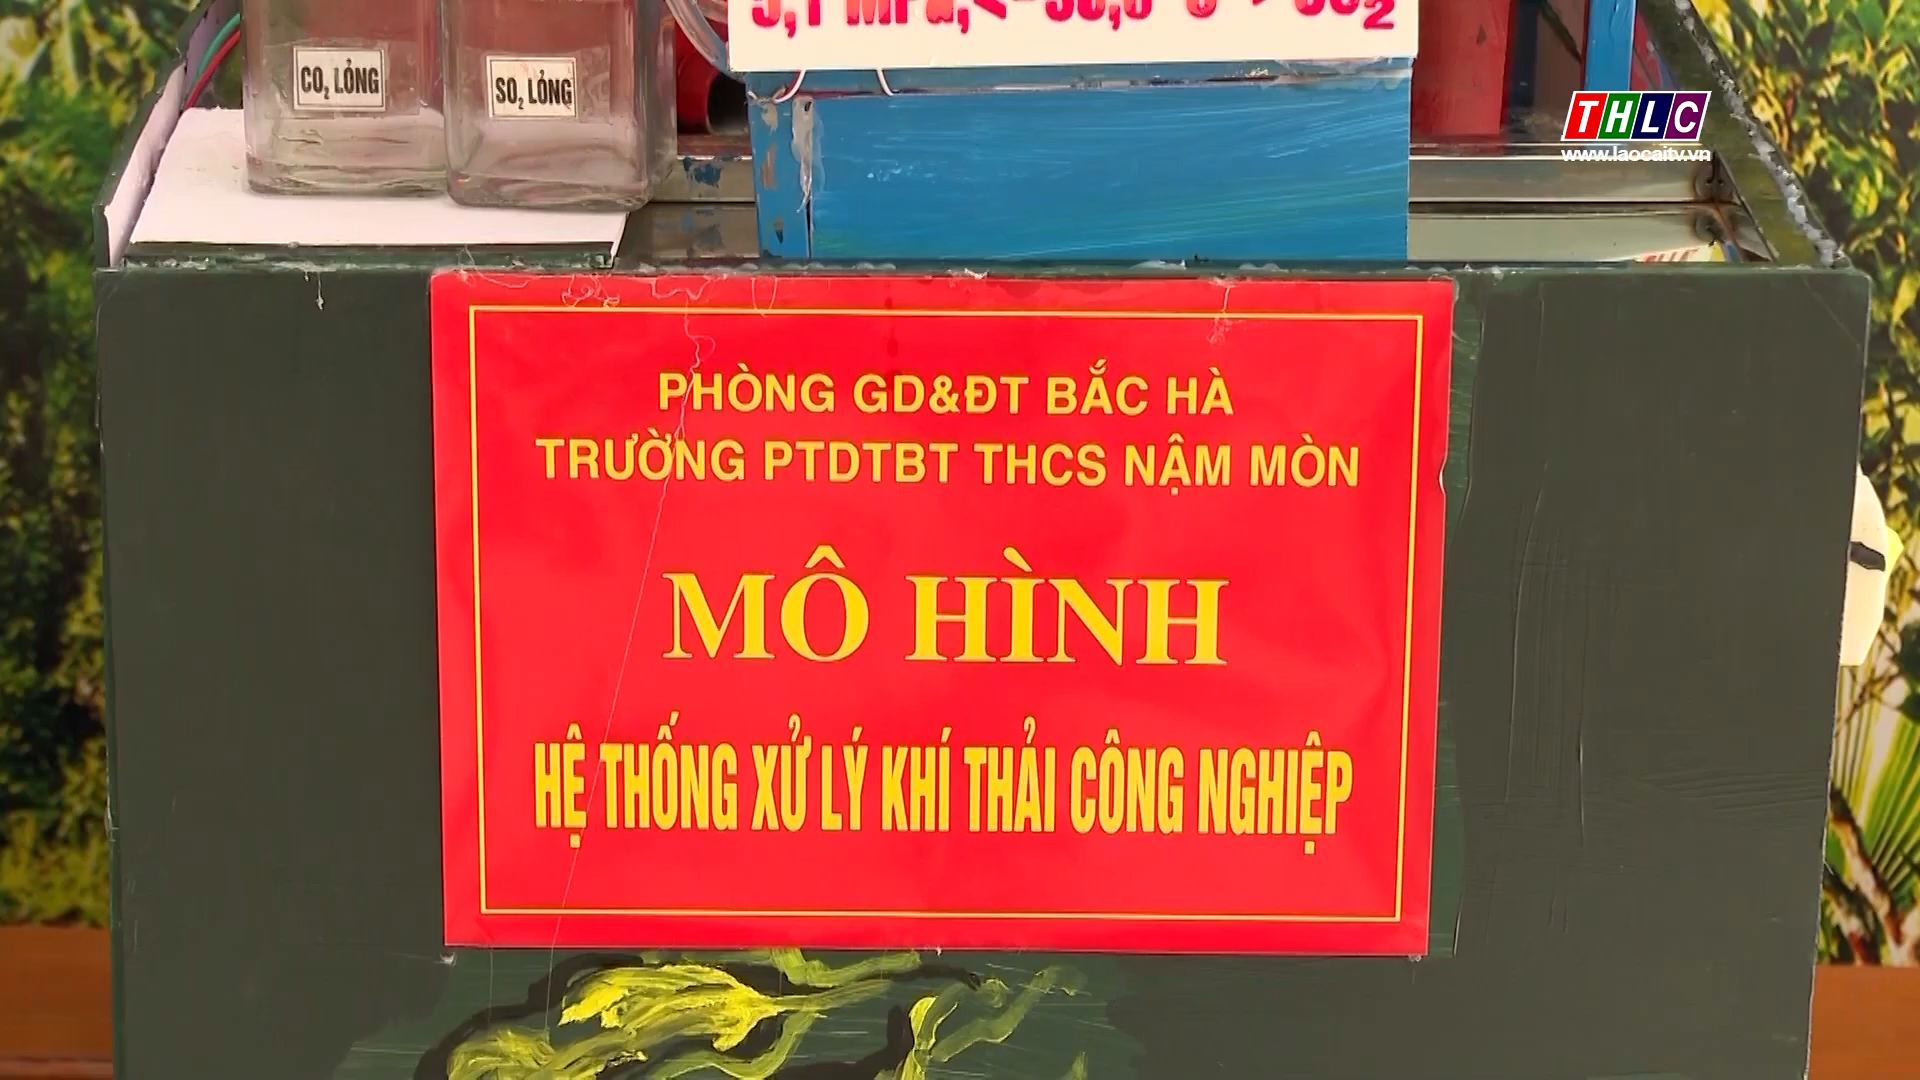 CO₂ LỎNG
SO₂ LỎNG
THLC
www.laocaitv.vn
PHÒNG GD&ĐT BẮC HÀ
TRƯỜNG PTDTBT THCS NẬM MÒN
MÔ HÌNH
HỆ THỐNG XỬ LÝ KHÍ THẢI CÔNG NGHIỆP